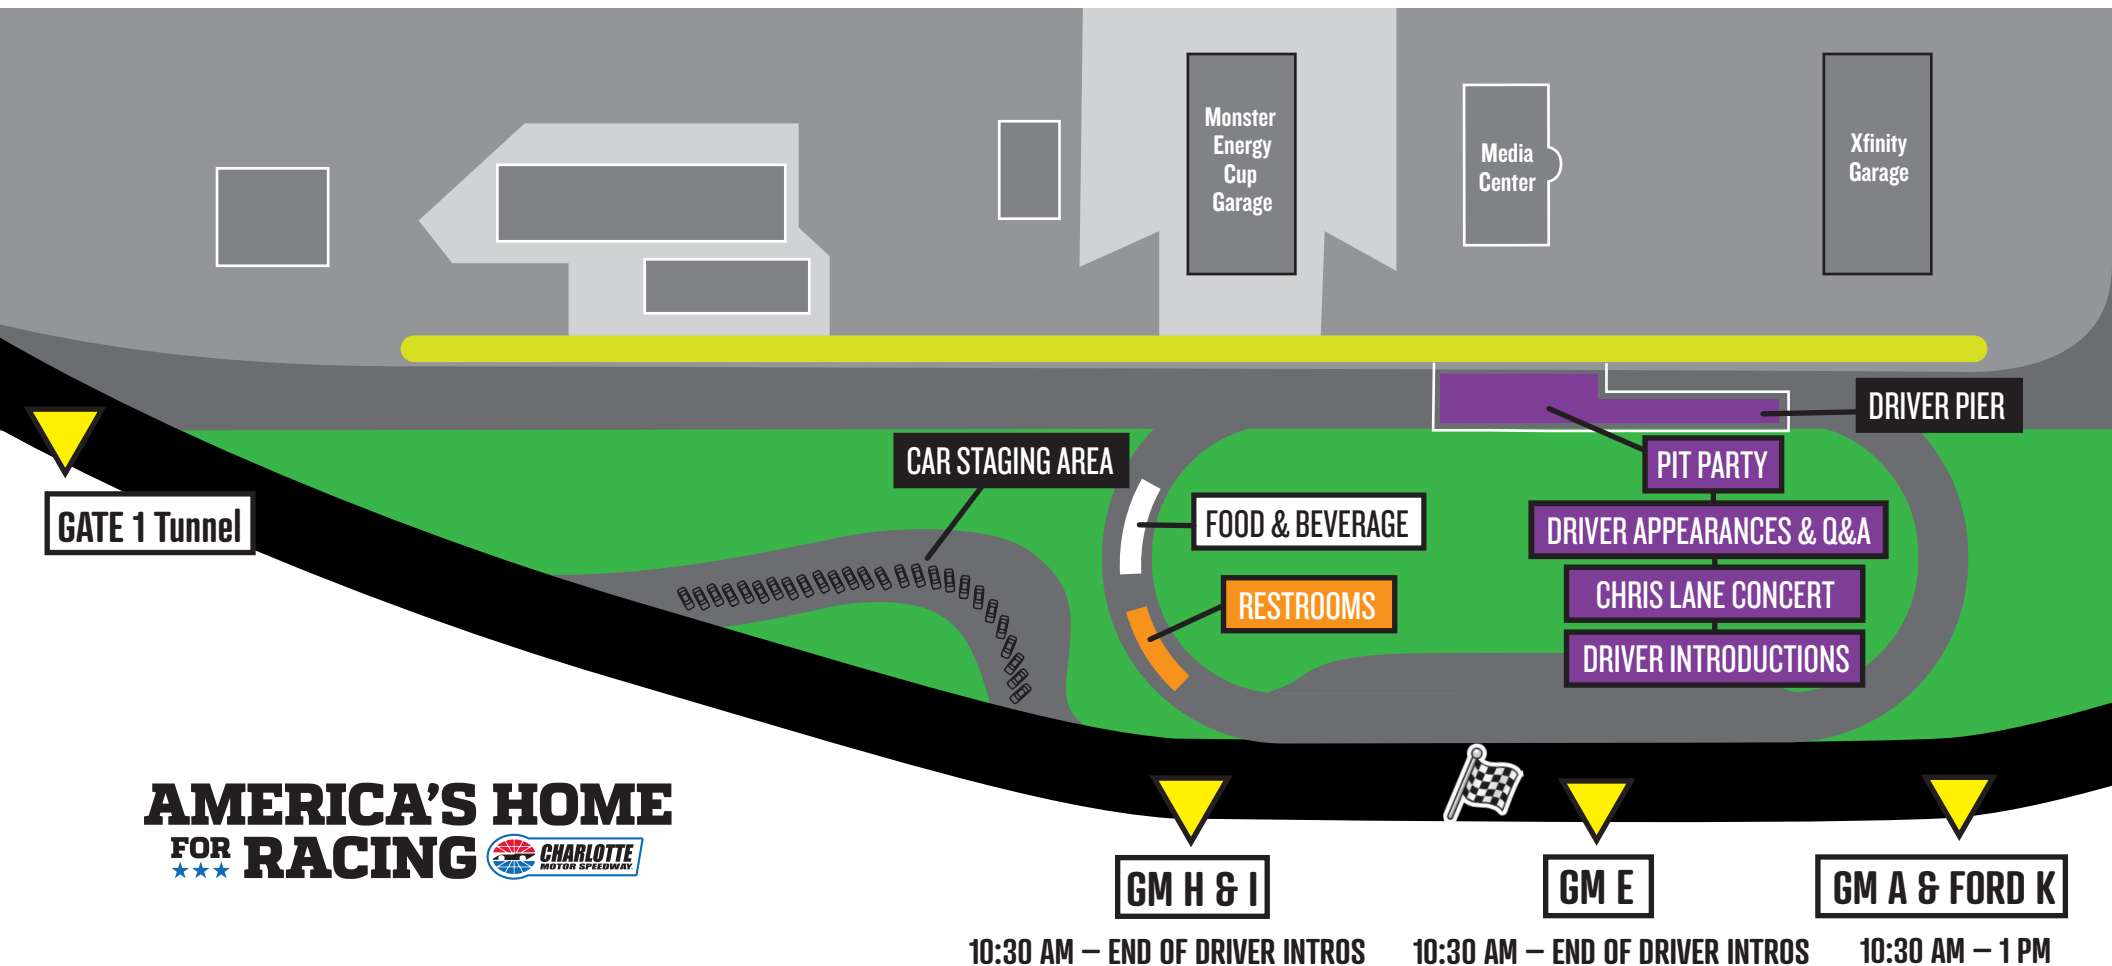 Monster
Energy
Cup
Garage
Media
Center
Xfinity
Garage
DRIVER PIER
CAR STAGING AREA
PIT PARTY
GATE 1 Tunnel
FOOD & BEVERAGE
DRIVER APPEARANCES & Q&A
RESTROOMS
CHRIS LANE CONCERT
DRIVER INTRODUCTIONS
AMERICA'S HOME
FOR RACING
CHARLOTTE
MOTOR SPEEDWAY
GM H & I
GM E
GM A & FORD K
10:30 AM – END OF DRIVER INTROS
10:30 AM – END OF DRIVER INTROS
10:30 AM – 1 PM